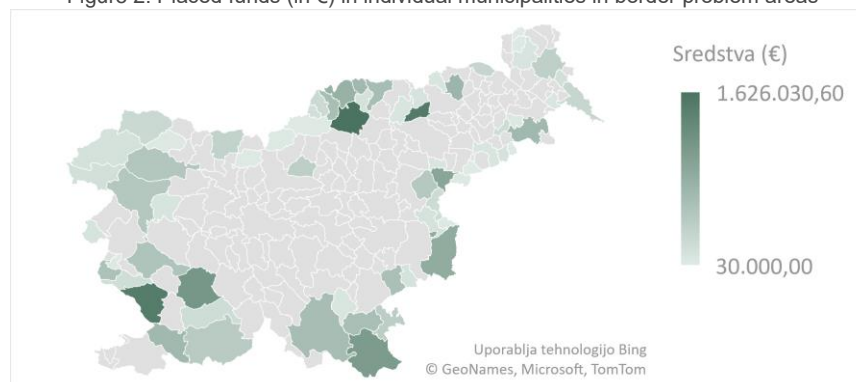 Figure 2. Placed funds (in €) in individual municipalities in border problem areas
Sredstva (€)
1.626.030,60
30.000,00
Uporablja tehnologijo Bing
© GeoNames, Microsoft, TomTom